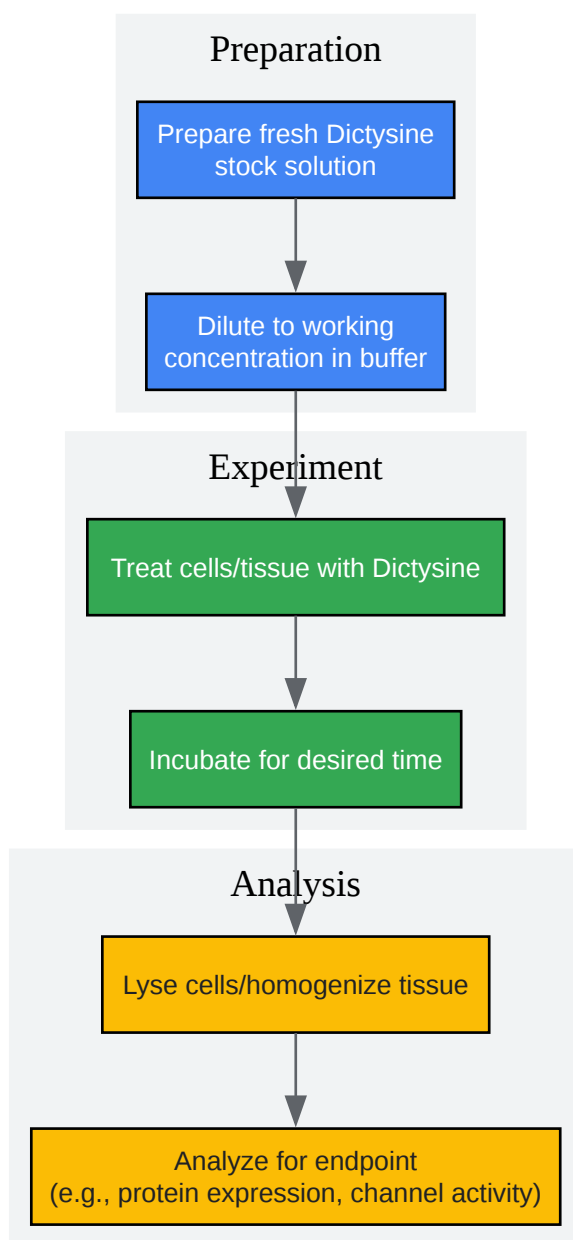 Preparation
Prepare fresh Dictysine
stock solution
Dilute to working
concentration in buffer
Experiment
Treat cells/tissue with Dictysine
Incubate for desired time
Analysis
Lyse cells/homogenize tissue
Analyze for endpoint
(e.g., protein expression, channel activity)